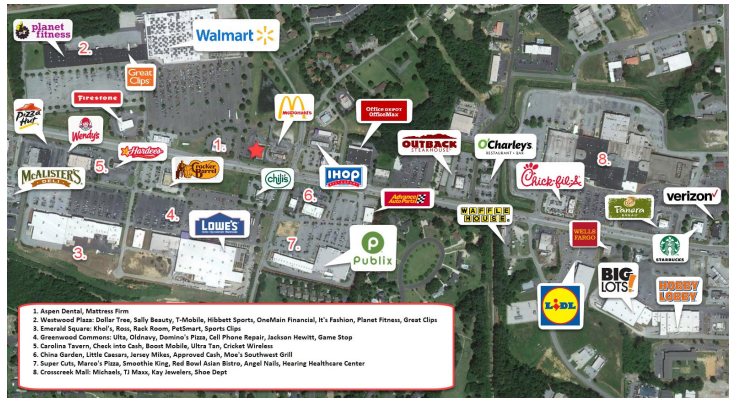 planet fitness
2.
Walmart
Great Clips
Firestone
McDonald's
Office DEPOT
OfficeMax
Pizza Hut
Wendy's
1.
Hardee's
OUTBACK
STEAKHOUSE
O'Charley's
RESTAURANT + BAR
8.
5.
Cracker Barrel
IHOP
RESTAURANT
Chick-fil-A
McALISTER'S
DELI
chili's
6.
Advance
Auto Parts
Panera
BREAD
verizon
4.
LOWE'S
WAFFLE
HOUSE
WELLS
FARGO
STARBUCKS
3.
7.
Publix
BIG
LOTS!
HOBBY
LOBBY
LIDL
1. Aspen Dental, Mattress Firm
2. Westwood Plaza: Dollar Tree, Sally Beauty, T-Mobile, Hibbett Sports, OneMain Financial, It's Fashion, Planet Fitness, Great Clips
3. Emerald Square: Khol's, Ross, Rack Room, PetSmart, Sports Clips
4. Greenwood Commons: Ulta, Oldnavy, Domino's Pizza, Cell Phone Repair, Jackson Hewitt, Game Stop
5. Carolina Tavern, Check into Cash, Boost Mobile, Ultra Tan, Cricket Wireless
6. China Garden, Little Caesars, Jersey Mikes, Approved Cash, Moe's Southwest Grill
7. Super Cuts, Marco's Pizza, Smoothie King, Red Bowl Asian Bistro, Angel Nails, Hearing Healthcare Center
8. Crosscreek Mall: Michaels, TJ Maxx, Kay Jewelers, Shoe Dept